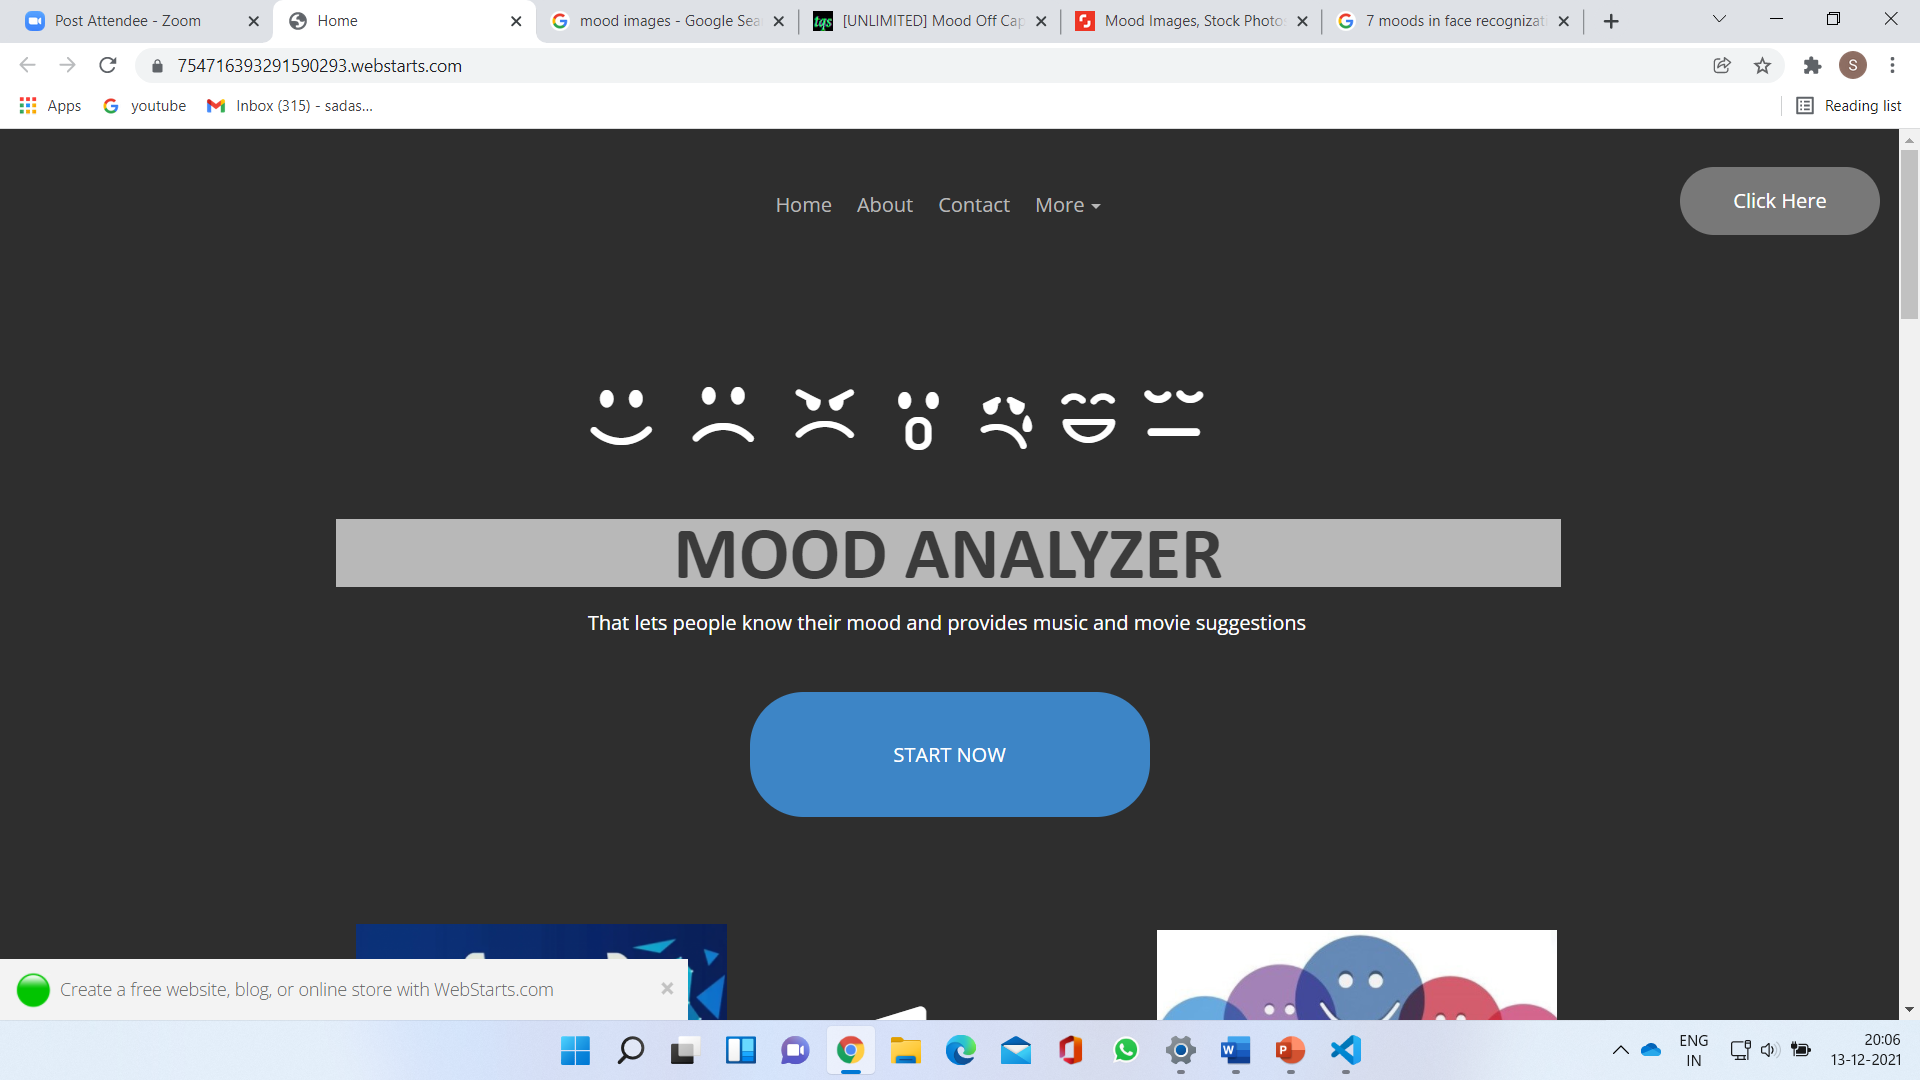 Post Attendee - Zoom
Home
mood images - Google Sea
[UNLIMITED] Mood Off Cap
Mood Images, Stock Photo
7 moods in face recognizat
754716393291590293.webstarts.com
S
Apps
youtube
Inbox (315) - sadas...
Reading list
Home
About
Contact
More
Click Here
MOOD ANALYZER
That lets people know their mood and provides music and movie suggestions
START NOW
Create a free website, blog, or online store with WebStarts.com
ENG
IN
20:06
13-12-2021